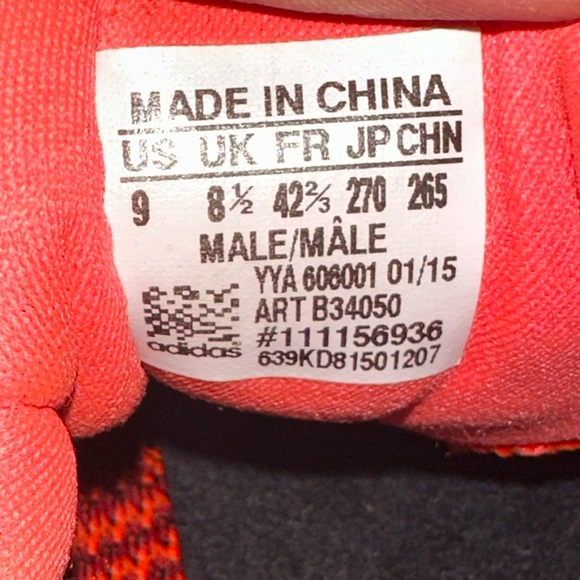 MADE IN CHINA
US UK FR JP CHN
9 8½ 42⅔ 270 265
MALE/MÂLE
YYA 606001 01/15
ART B34050
#111156936
639KD81501207
adidas